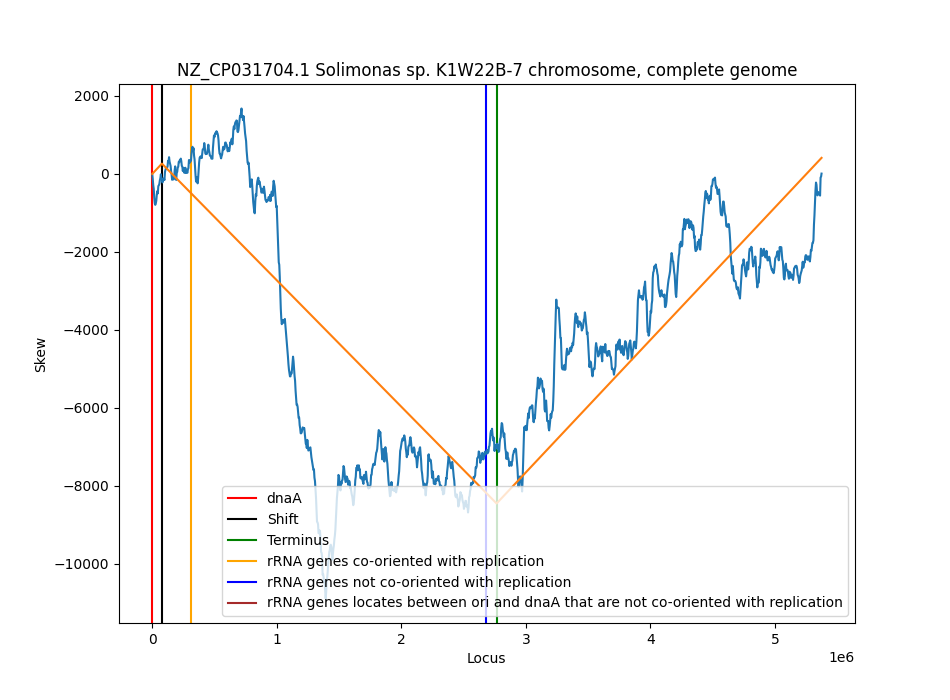 NZ_CP031704.1 Solimonas sp. K1W22B-7 chromosome, complete genome
2000
0
−2000
−4000
−6000
−8000
−10000
Skew
dnaA
Shift
Terminus
rRNA genes co-oriented with replication
rRNA genes not co-oriented with replication
rRNA genes locates between ori and dnaA that are not co-oriented with replication
0 1 2 3 4 5
1e6
Locus